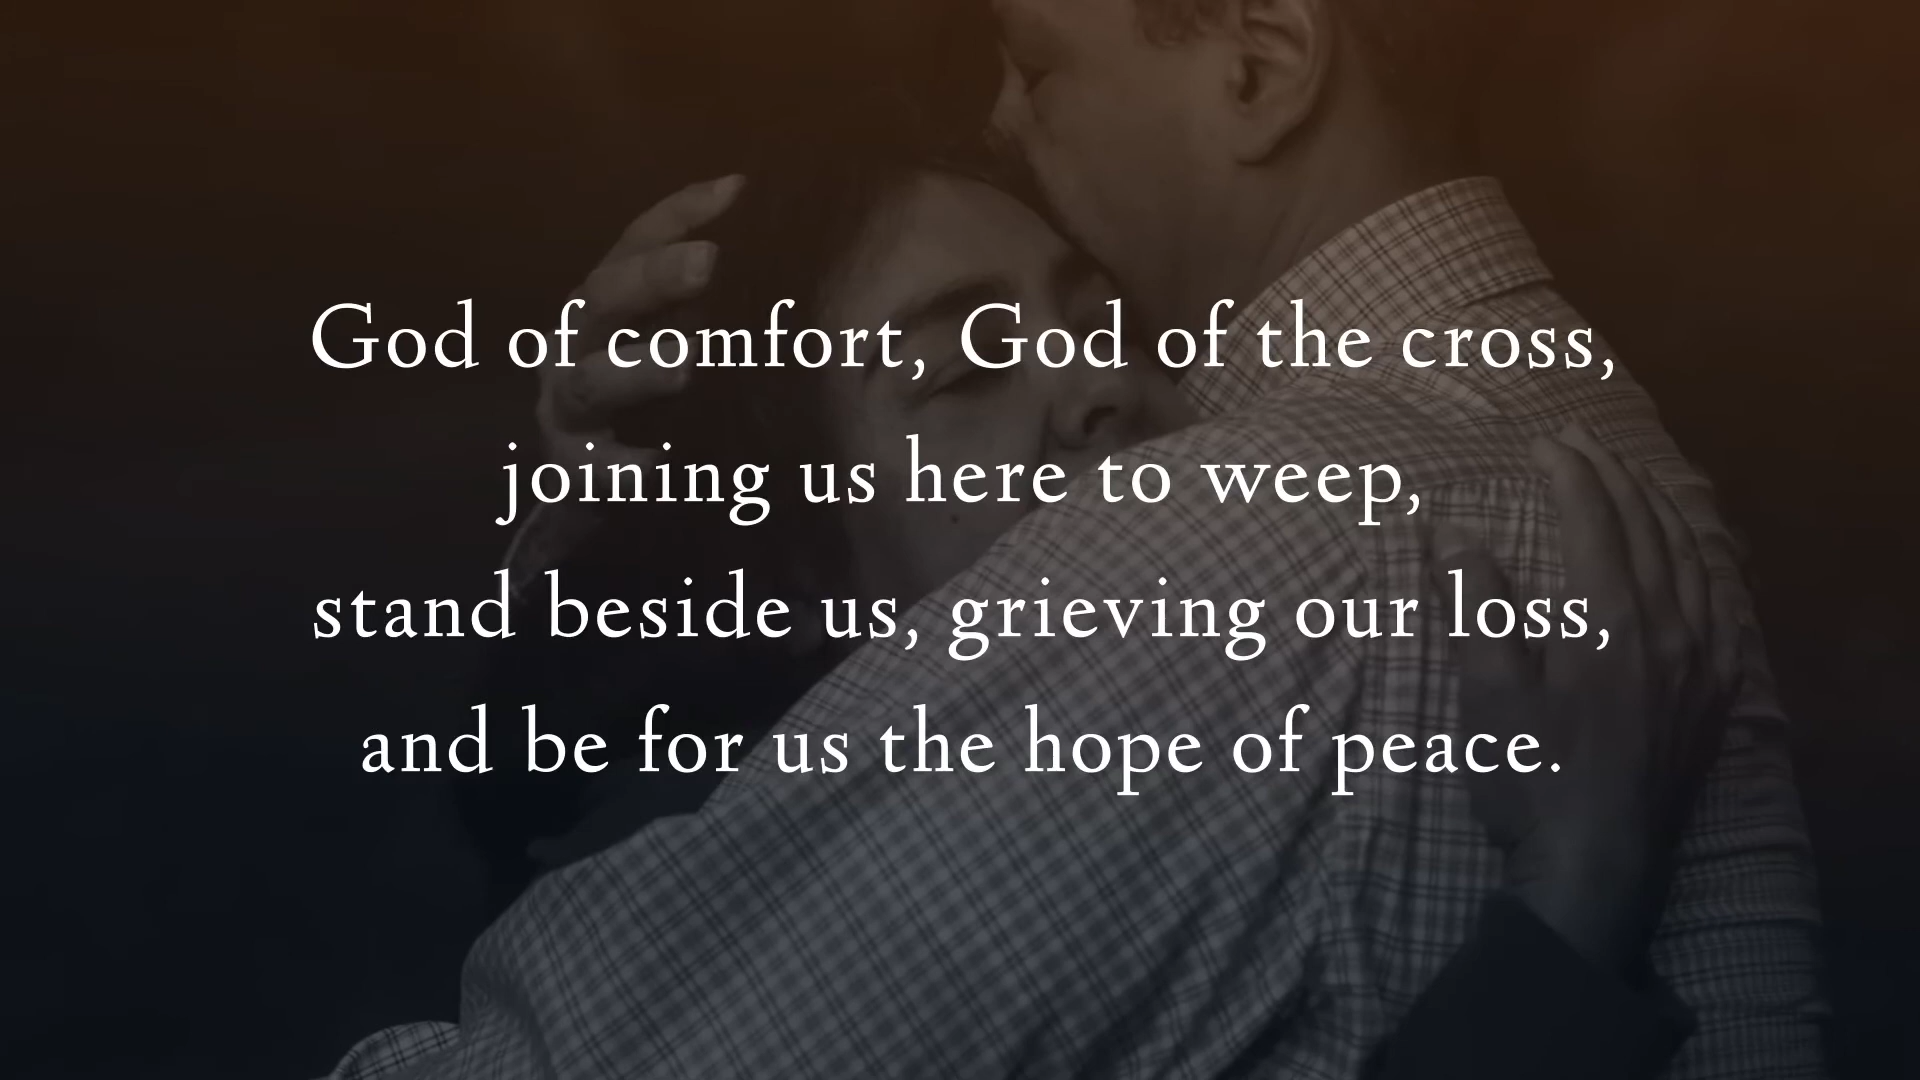 God of comfort, God of the cross,
joining us here to weep,
stand beside us, grieving our loss,
and be for us the hope of peace.